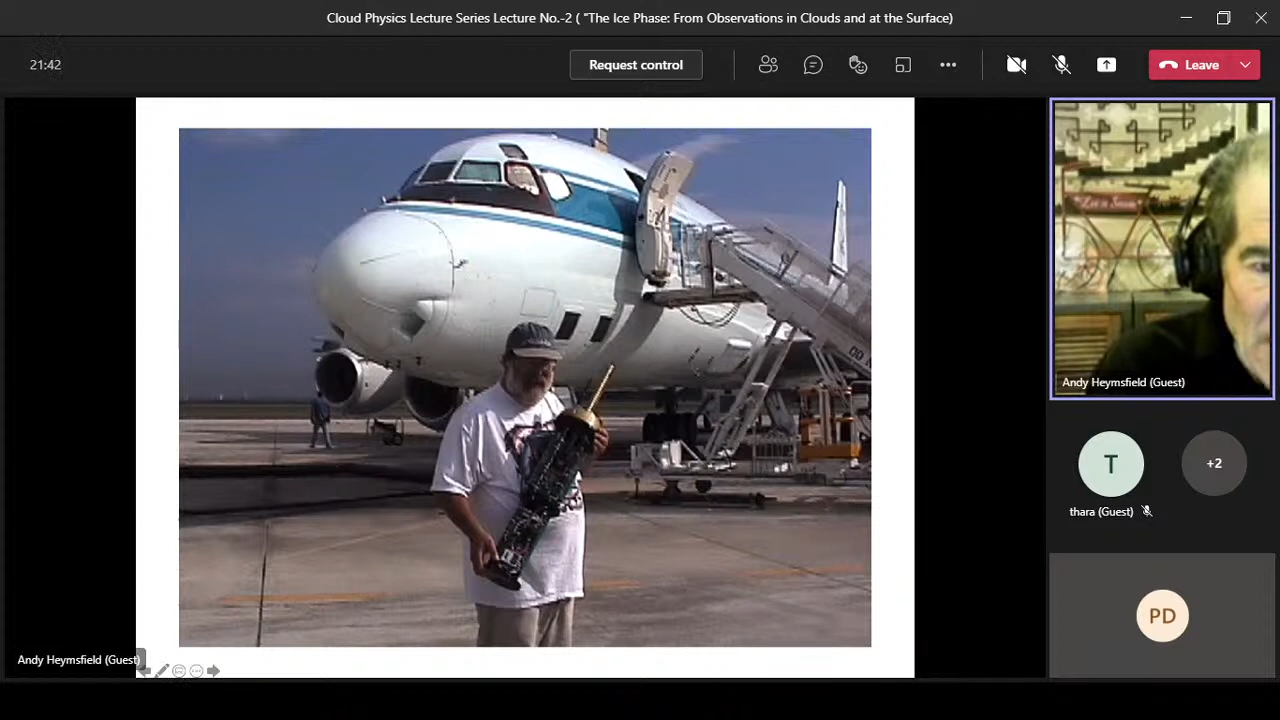 Cloud Physics Lecture Series Lecture No.-2 ( "The Ice Phase: From Observations in Clouds and at the Surface)
21:42
Request control
Leave
Andy Heymsfield (Guest)
T
+2
thara (Guest)
PD
Andy Heymsfield (Guest)